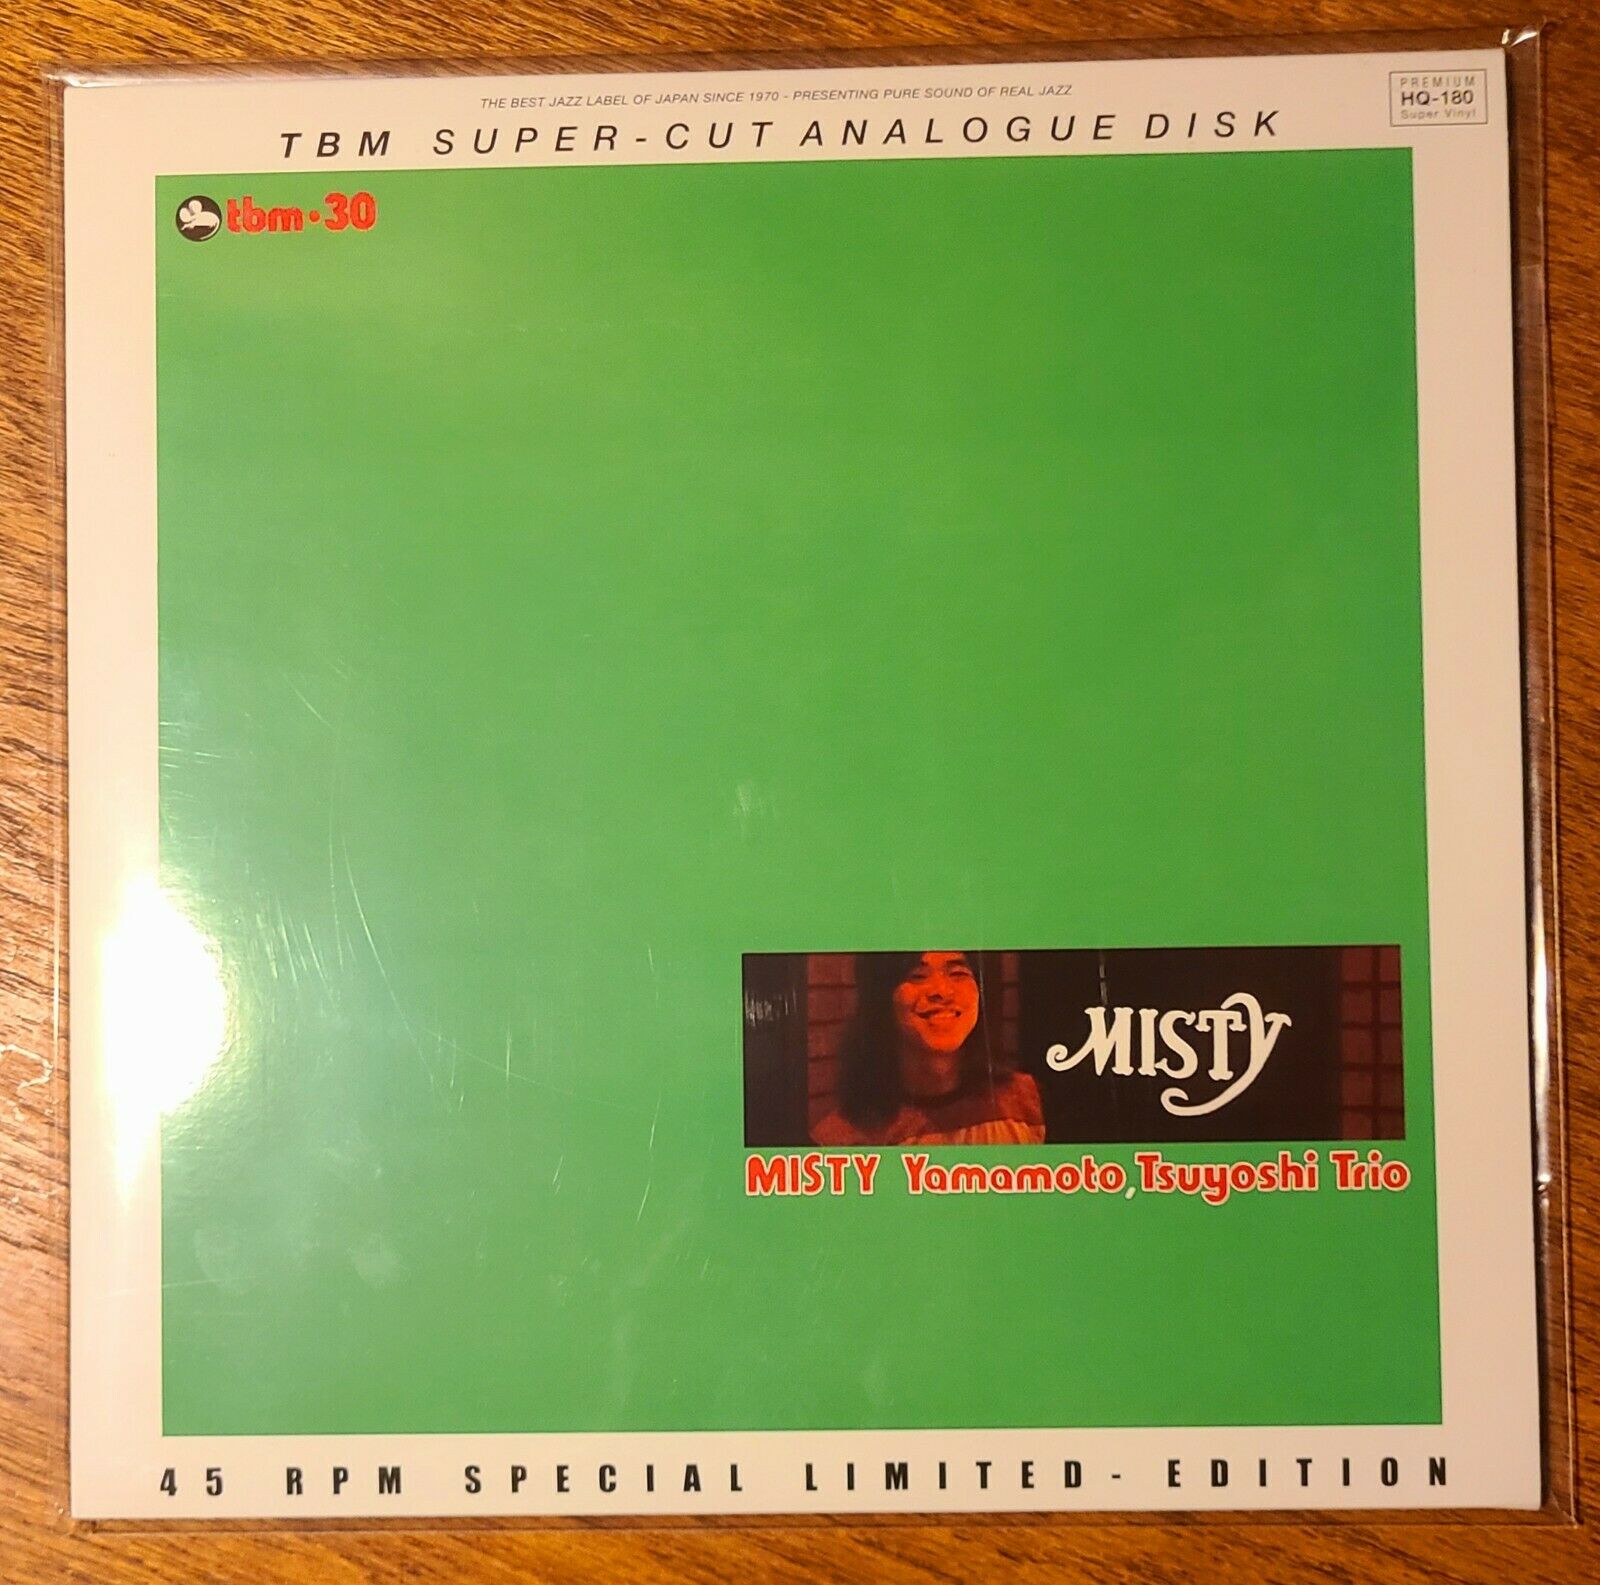 THE BEST JAZZ LABEL OF JAPAN SINCE 1970 - PRESENTING PURE SOUND OF REAL JAZZ
TBM SUPER-CUT ANALOGUE DISK
PREMIUM
HQ-180
Super Vinyl
tbm·30
MISTY
MISTY Yamamoto,Tsuyoshi Trio
45 RPM SPECIAL LIMITED-EDITION